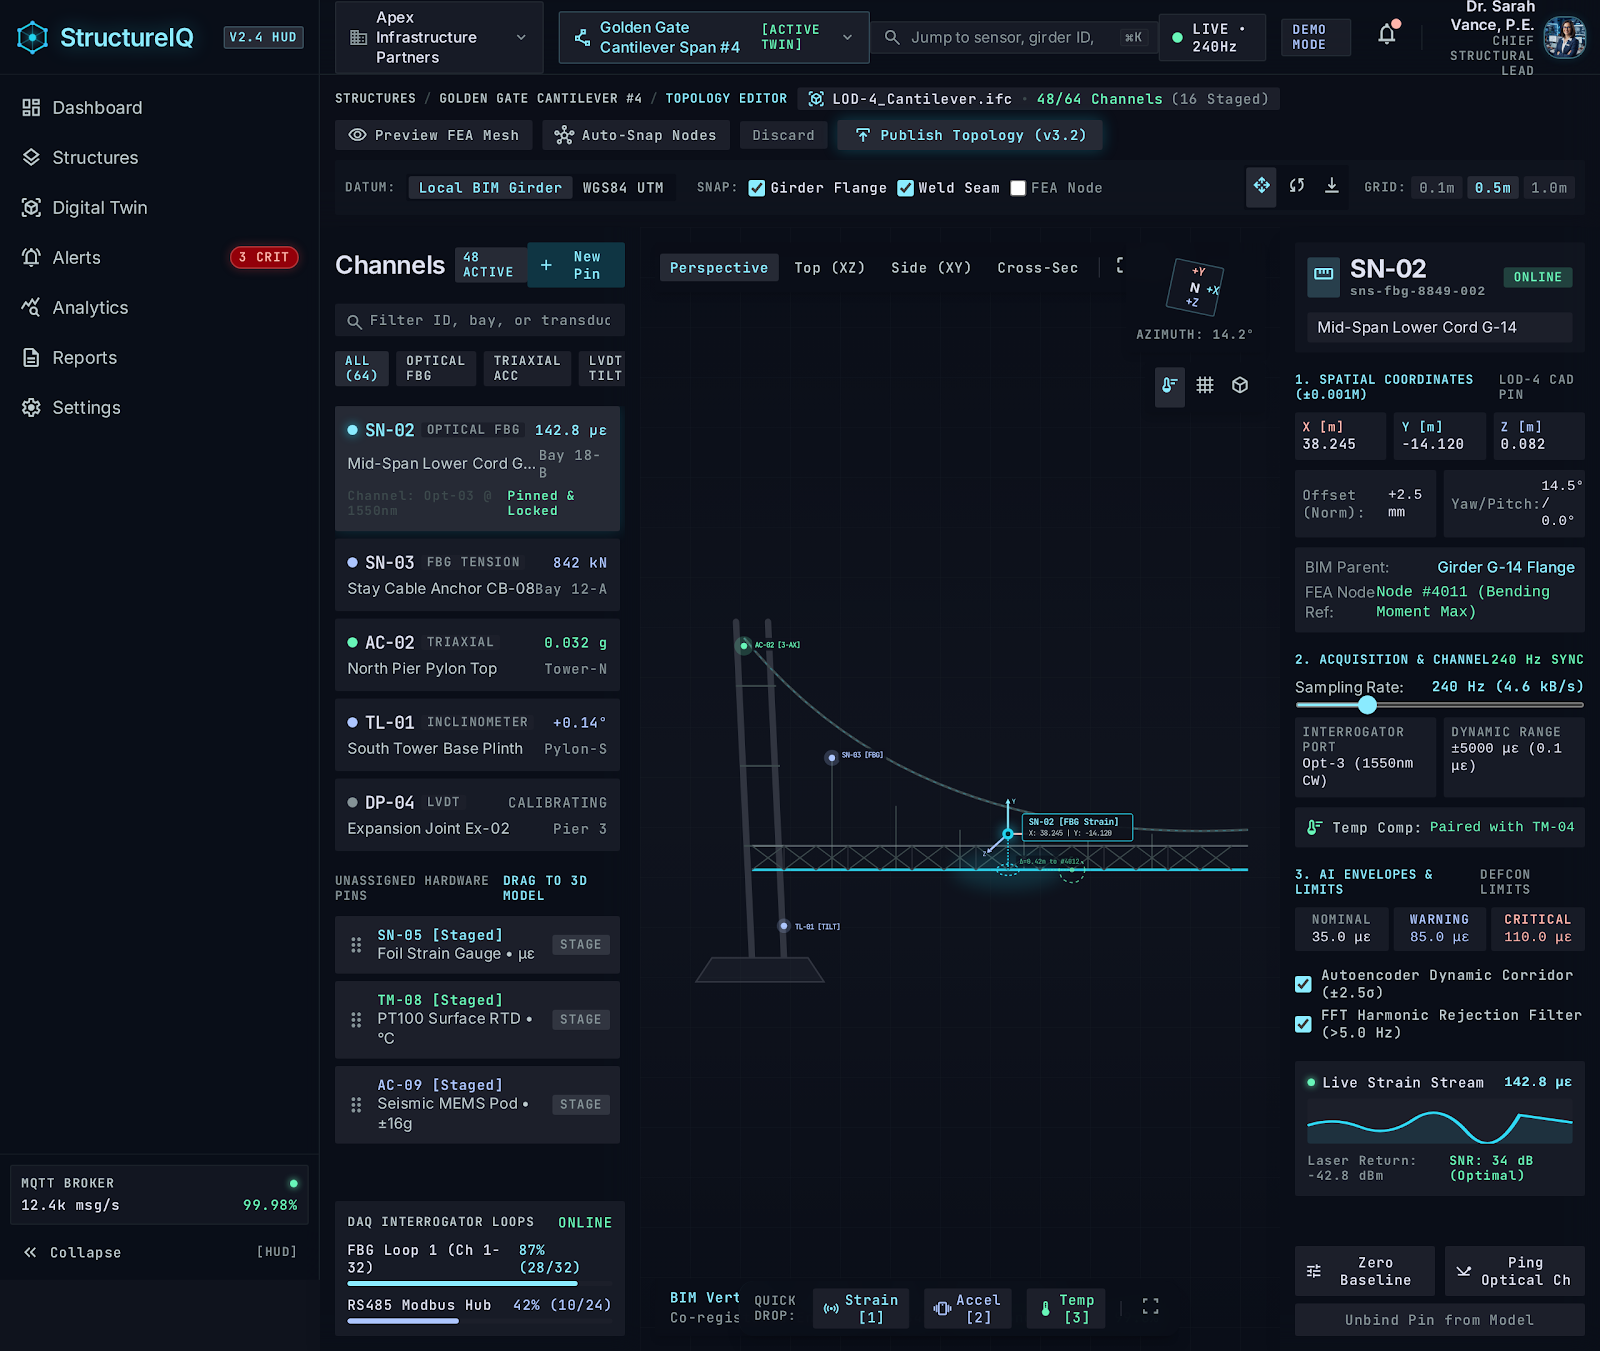 StructureIQ
V2.4 HUD
Apex
Infrastructure
Partners
Golden Gate
Cantilever Span #4
[ACTIVE
TWIN]
Jump to sensor, girder ID,
⌘K
LIVE •
240Hz
DEMO
MODE
Dr. Sarah
Vance, P.E.
CHIEF
STRUCTURAL
LEAD
Dashboard
Structures
Digital Twin
Alerts
3 CRIT
Analytics
Reports
Settings
MQTT BROKER
12.4k msg/s
99.98%
Collapse
[HUD]
STRUCTURES / GOLDEN GATE CANTILEVER #4 / TOPOLOGY EDITOR
LOD-4_Cantilever.ifc • 48/64 Channels (16 Staged)
Preview FEA Mesh
Auto-Snap Nodes
Discard
Publish Topology (v3.2)
DATUM:
Local BIM Girder
WGS84 UTM
SNAP:
Girder Flange
Weld Seam
FEA Node
GRID:
0.1m
0.5m
1.0m
Channels
48
ACTIVE
+ New
Pin
Filter ID, bay, or transduc
ALL
(64)
OPTICAL
FBG
TRIAXIAL
ACC
LVDT
TILT
SN-02
OPTICAL FBG
142.8 µε
Mid-Span Lower Cord G...
Bay 18-
B
Channel: Opt-03 @
1550nm
Pinned &
Locked
SN-03
FBG TENSION
842 kN
Stay Cable Anchor CB-08
Bay 12-A
AC-02
TRIAXIAL
0.032 g
North Pier Pylon Top
Tower-N
TL-01
INCLINOMETER
+0.14°
South Tower Base Plinth
Pylon-S
DP-04
LVDT
CALIBRATING
Expansion Joint Ex-02
Pier 3
UNASSIGNED HARDWARE
PINS
DRAG TO 3D
MODEL
SN-05 [Staged]
Foil Strain Gauge • µε
STAGE
TM-08 [Staged]
PT100 Surface RTD •
°C
STAGE
AC-09 [Staged]
Seismic MEMS Pod •
±16g
STAGE
DAQ INTERROGATOR LOOPS
ONLINE
FBG Loop 1 (Ch 1-
32)
87%
(28/32)
RS485 Modbus Hub
42% (10/24)
Perspective
Top (XZ)
Side (XY)
Cross-Sec
+Y
N
+X
+Z
AZIMUTH: 14.2°
AC-02 [3-AX]
SN-03 [FBG]
Y
Z
SN-02 [FBG Strain]
X: 38.245 | Y: -14.120
Δ=0.42m to #4012
TL-01 [TILT]
BIM Vert
Co-regis
QUICK
DROP:
Strain
[1]
Accel
[2]
Temp
[3]
SN-02
sns-fbg-8849-002
ONLINE
Mid-Span Lower Cord G-14
1. SPATIAL COORDINATES
(±0.001M)
LOD-4 CAD
PIN
X [m]
38.245
Y [m]
-14.120
Z [m]
0.082
Offset
(Norm):
+2.5
mm
Yaw/Pitch:
14.5°
/
0.0°
BIM Parent:
Girder G-14 Flange
FEA Node
Ref:
Node #4011 (Bending
Moment Max)
2. ACQUISITION & CHANNEL
240 Hz SYNC
Sampling Rate:
240 Hz (4.6 kB/s)
INTERROGATOR
PORT
Opt-3 (1550nm
CW)
DYNAMIC RANGE
±5000 µε (0.1
µε)
Temp Comp:
Paired with TM-04
3. AI ENVELOPES &
LIMITS
DEFCON
LIMITS
NOMINAL
35.0 µε
WARNING
85.0 µε
CRITICAL
110.0 µε
Autoencoder Dynamic Corridor
(±2.5σ)
FFT Harmonic Rejection Filter
(>5.0 Hz)
Live Strain Stream
142.8 µε
Laser Return:
-42.8 dBm
SNR: 34 dB
(Optimal)
Zero
Baseline
Ping
Optical Ch
Unbind Pin from Model